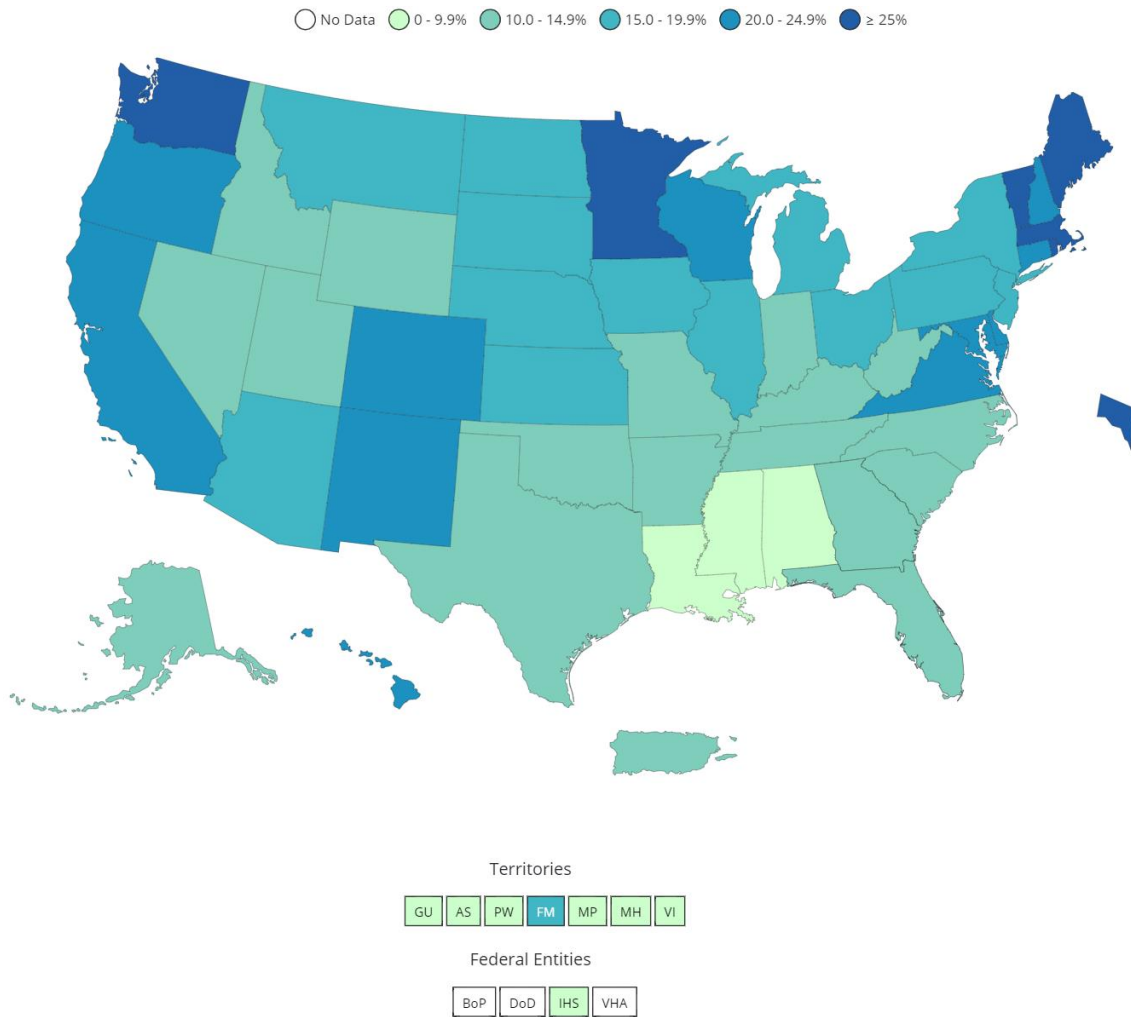 No Data 0 - 9.9% 10.0 - 14.9% 15.0 - 19.9% 20.0 - 24.9% ≥ 25%
Territories
GU AS PW FM MP MH VI
Federal Entities
BoP DoD IHS VHA